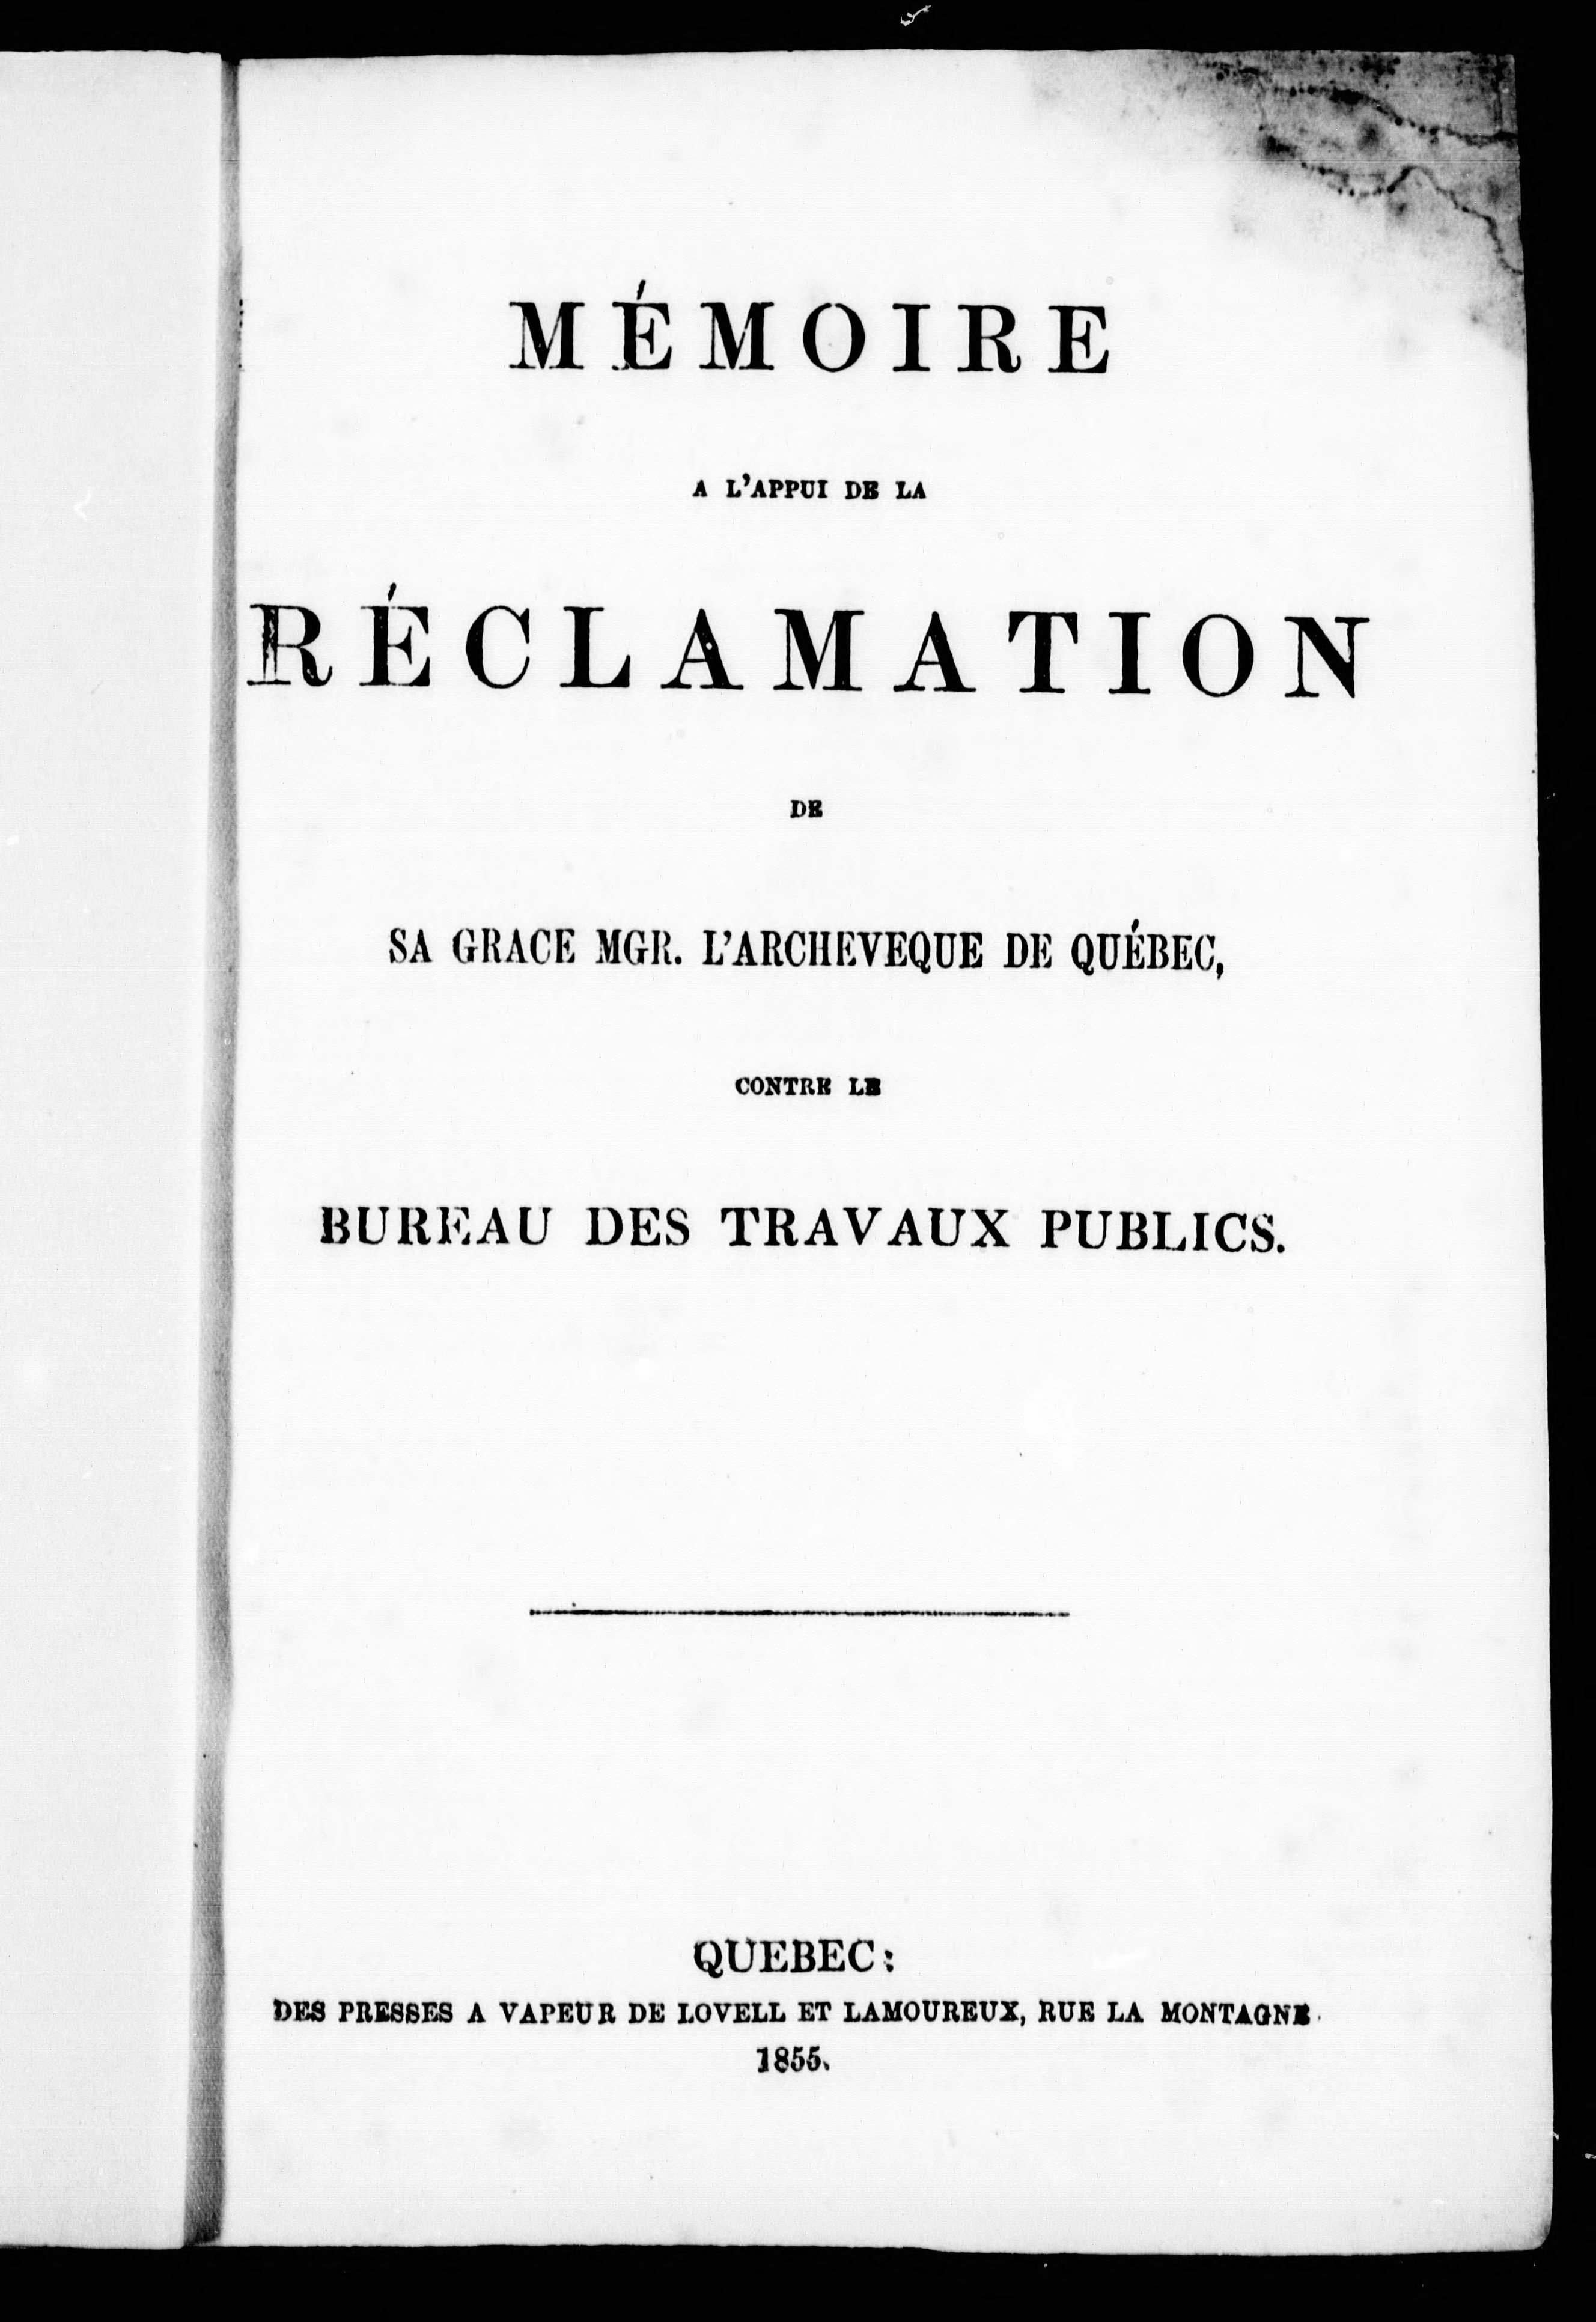 MÉMOIRE
A L'APPUI DE LA
RÉCLAMATION
DE
SA GRACE MGR. L'ARCHEVEQUE DE QUÉBEC,
CONTRE LE
BUREAU DES TRAVAUX PUBLICS.
QUEBEC:
DES PRESSES A VAPEUR DE LOVELL ET LAMOUREUX, RUE LA MONTAGNE.
1855.